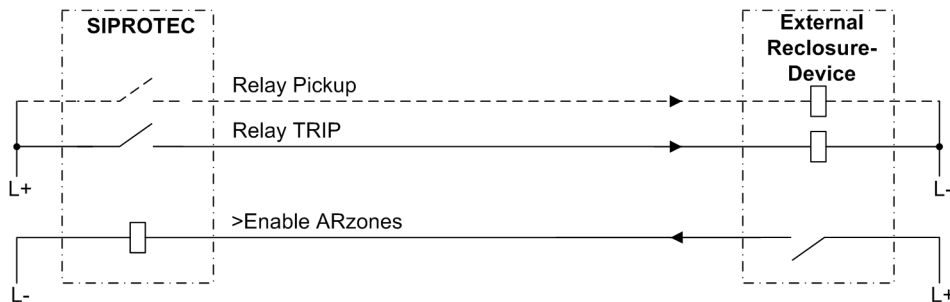 SIPROTEC
External
Reclosure-
Device
Relay Pickup
Relay TRIP
L+
L-
>Enable ARzones
L-
L+